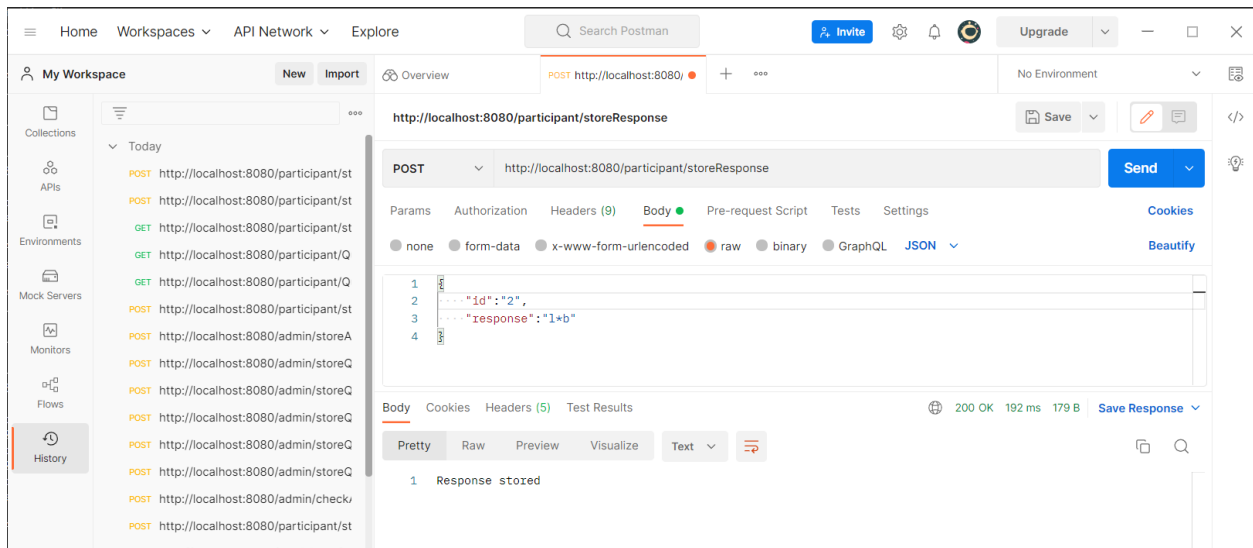 Home Workspaces API Network Explore Search Postman Invite Upgrade
My Workspace New Import Overview POST http://localhost:8080/ No Environment
Collections
APIs
Environments
Mock Servers
Monitors
Flows
History
Today
POST http://localhost:8080/participant/st
POST http://localhost:8080/participant/st
GET http://localhost:8080/participant/st
GET http://localhost:8080/participant/Q
GET http://localhost:8080/participant/Q
POST http://localhost:8080/participant/st
POST http://localhost:8080/admin/storeA
POST http://localhost:8080/admin/storeQ
POST http://localhost:8080/admin/storeQ
POST http://localhost:8080/admin/storeQ
POST http://localhost:8080/admin/storeQ
POST http://localhost:8080/admin/storeQ
POST http://localhost:8080/admin/check
POST http://localhost:8080/participant/st
http://localhost:8080/participant/storeResponse Save
POST http://localhost:8080/participant/storeResponse Send
Params Authorization Headers (9) Body Pre-request Script Tests Settings Cookies
none form-data x-www-form-urlencoded raw binary GraphQL JSON Beautify
1 {
2 "id":"2",
3 "response":"l*b"
4 }
Body Cookies Headers (5) Test Results 200 OK 192 ms 179 B Save Response
Pretty Raw Preview Visualize Text
1 Response stored